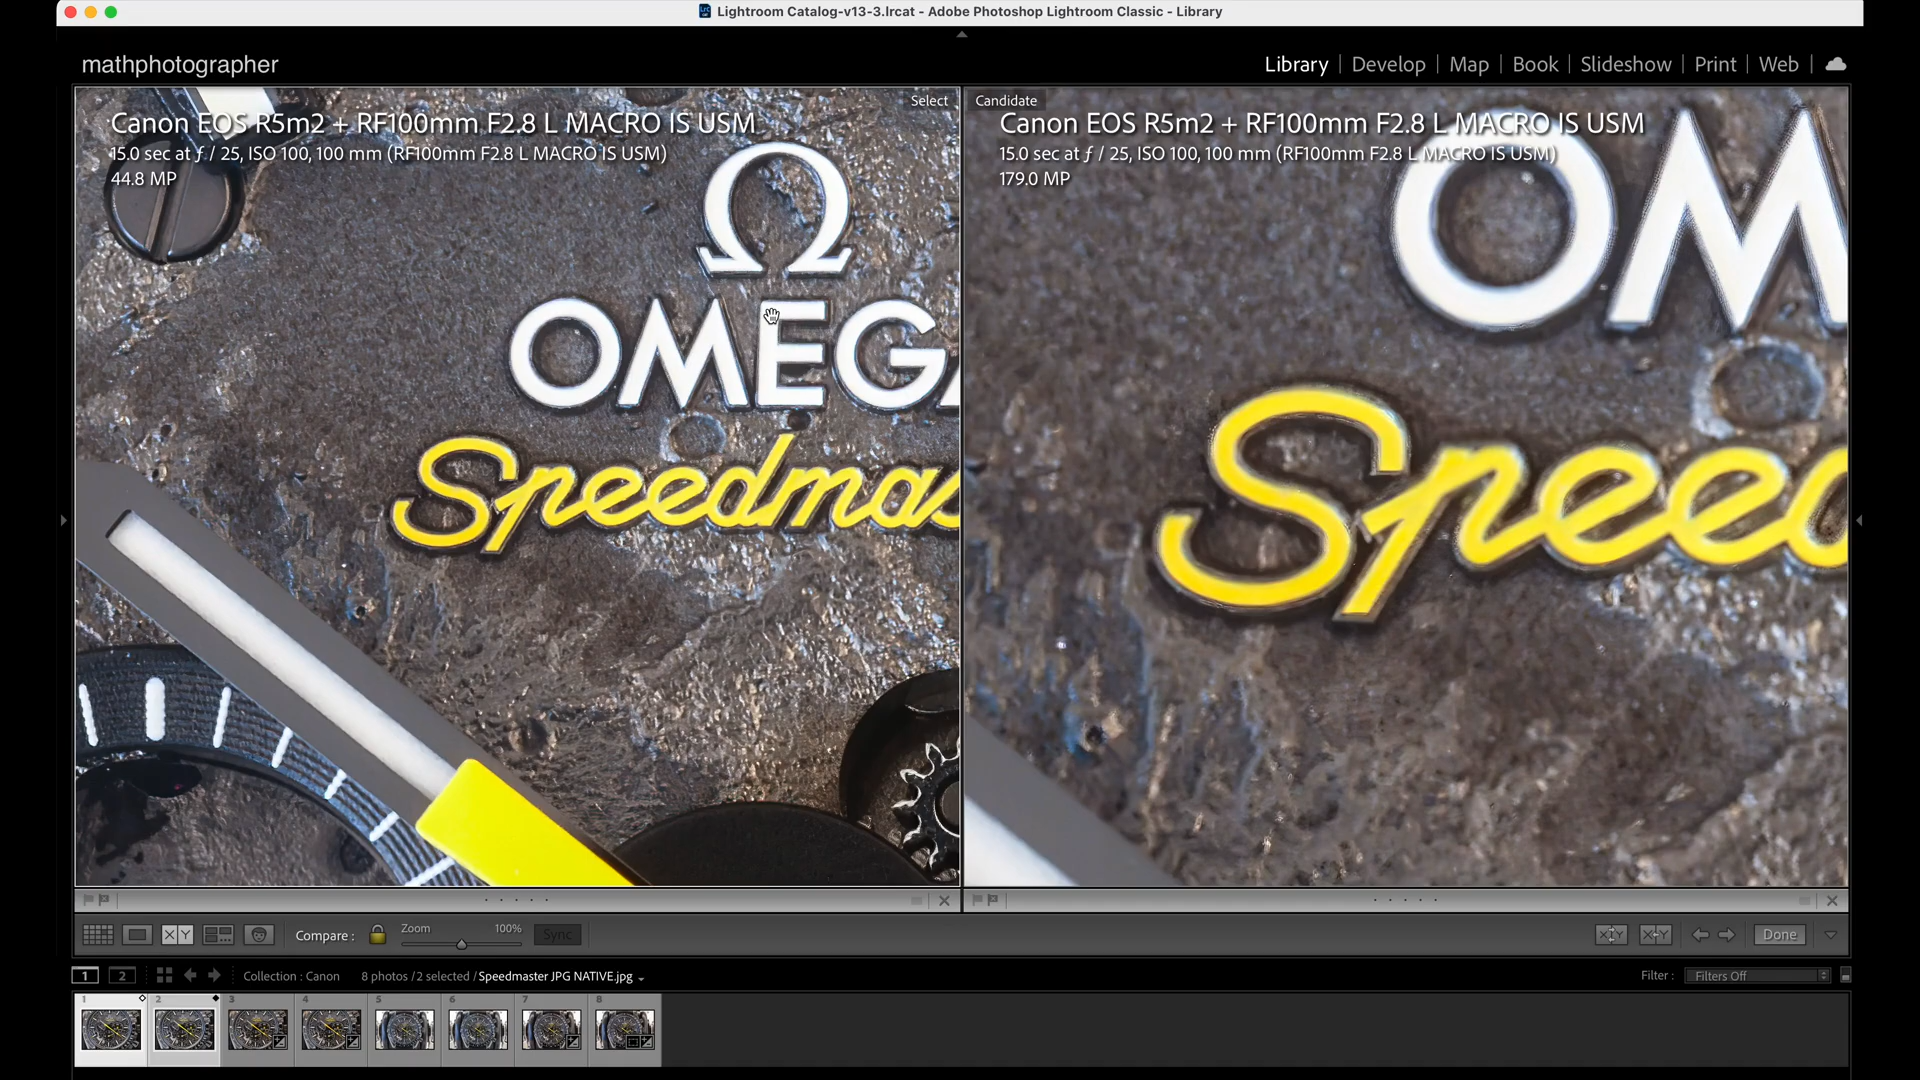 Lightroom Catalog-v13-3.lrcat - Adobe Photoshop Lightroom Classic - Library
mathphotographer
Library | Develop | Map | Book | Slideshow | Print | Web
Select
Canon EOS R5m2 + RF100mm F2.8 L MACRO IS USM
15.0 sec at ƒ / 25, ISO 100, 100 mm (RF100mm F2.8 L MACRO IS USM)
44.8 MP
Ω
OMEGA
Speedmas
Candidate
Canon EOS R5m2 + RF100mm F2.8 L MACRO IS USM
15.0 sec at ƒ / 25, ISO 100, 100 mm (RF100mm F2.8 L MACRO IS USM)
179.0 MP
OM
Speed
X Y Compare : Zoom 100% Sync X Y X Y Done
1 2 Collection : Canon 8 photos / 2 selected / Speedmaster JPG NATIVE.jpg Filter : Filters Off
1 2 3 4 5 6 7 8